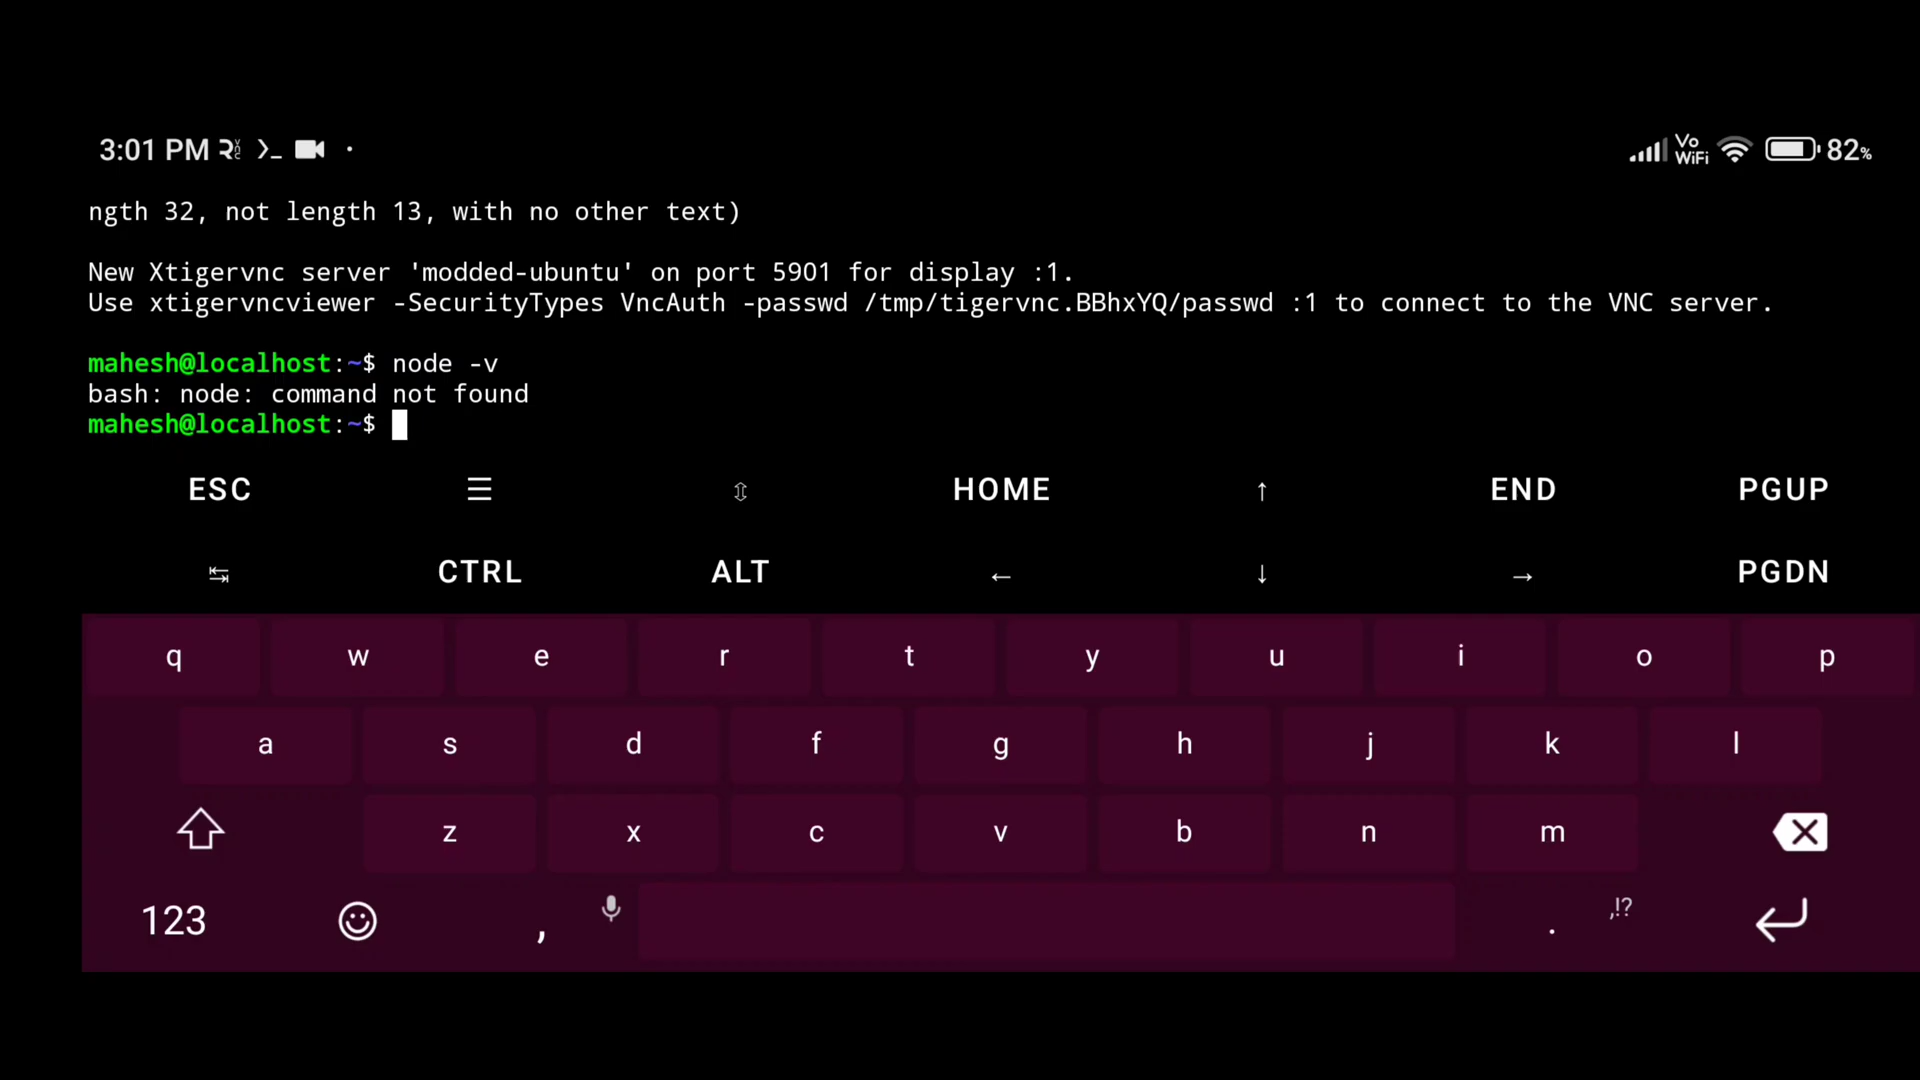 3:01 PM
Vo
WiFi
82%
ngth 32, not length 13, with no other text)
New Xtigervnc server 'modded-ubuntu' on port 5901 for display :1.
Use xtigervncviewer -SecurityTypes VncAuth -passwd /tmp/tigervnc.BBhxYQ/passwd :1 to connect to the VNC server.
mahesh@localhost:~$ node -v
bash: node: command not found
mahesh@localhost:~$
ESC ☰ ⇳ HOME ↑ END PGUP
↹ CTRL ALT ← ↓ → PGDN
q w e r t y u i o p
a s d f g h j k l
z x c v b n m
123 , . ,!?